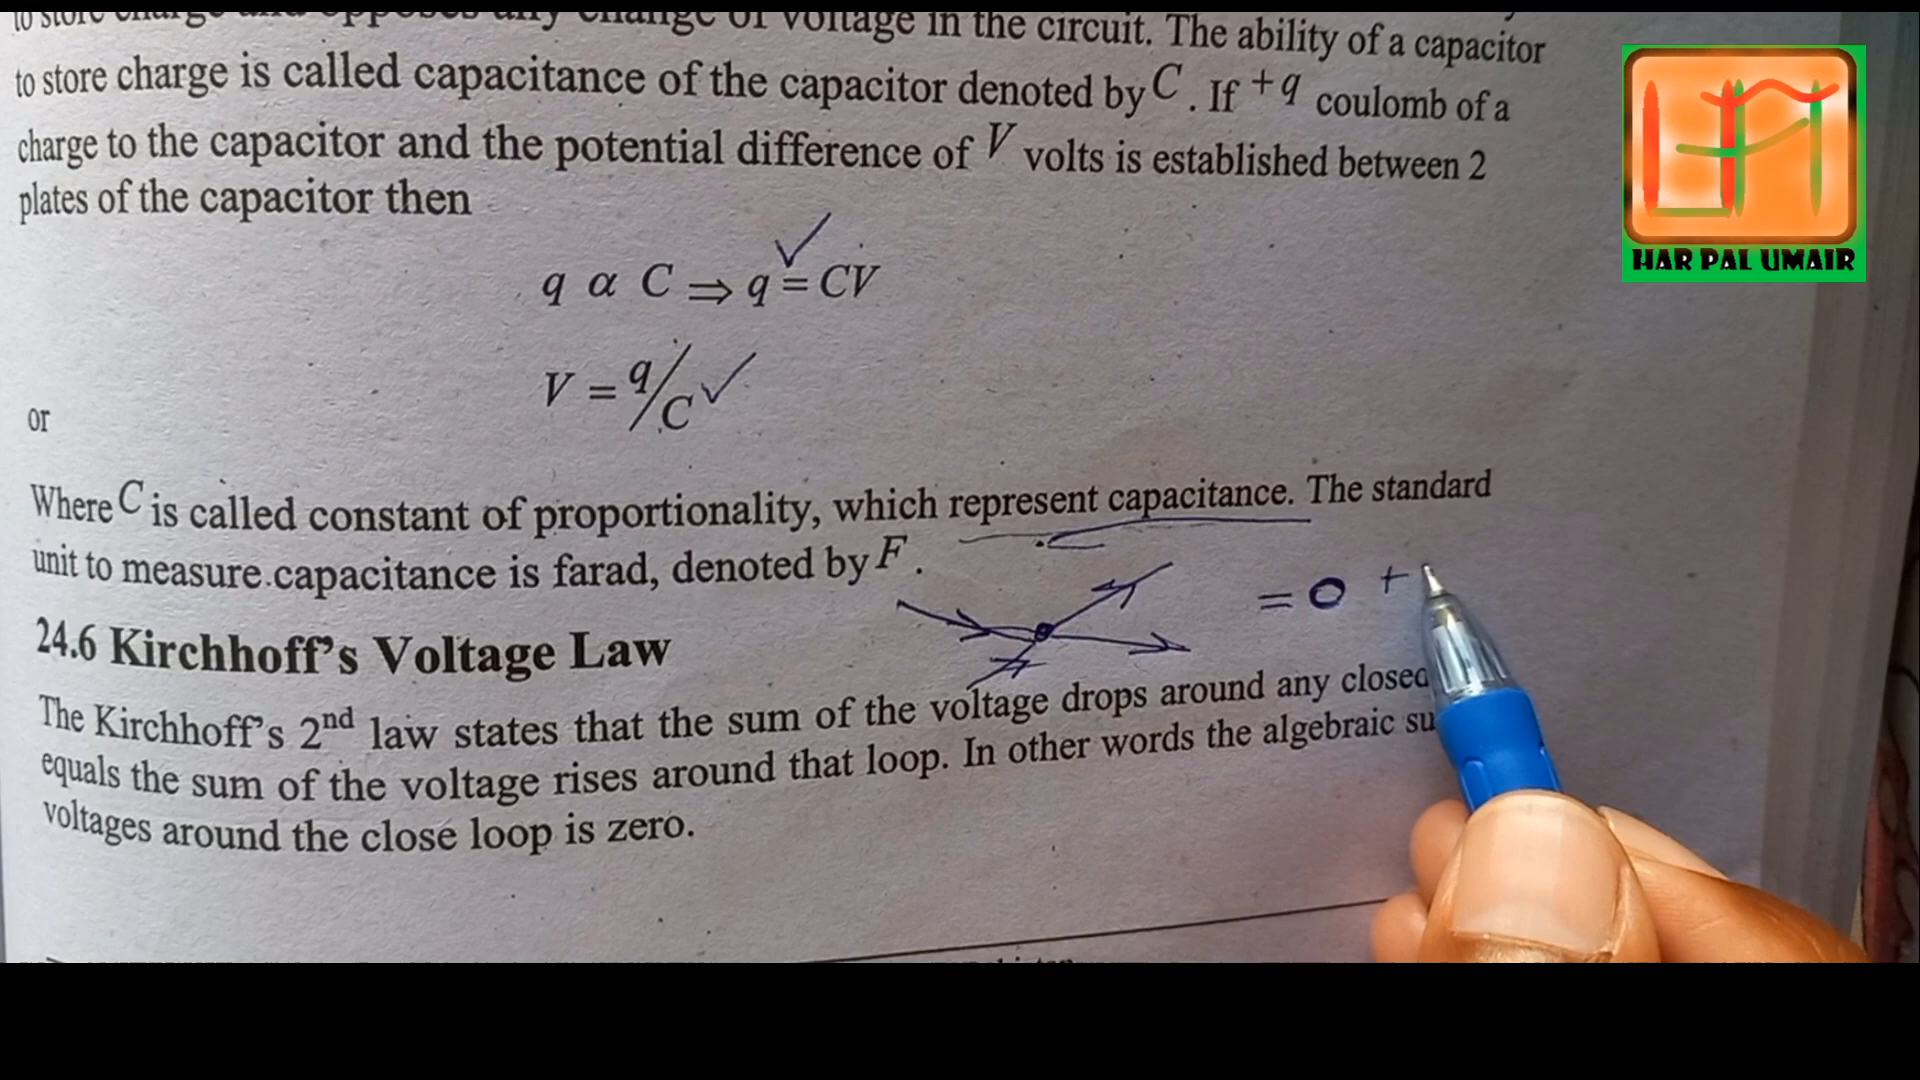 to store charge and opposes any change of voltage in the circuit. The ability of a capacitor
to store charge is called capacitance of the capacitor denoted by C. If +q coulomb of a
charge to the capacitor and the potential difference of V volts is established between 2
plates of the capacitor then
q α C ⇒ q = CV
V = q/C
or
Where C is called constant of proportionality, which represent capacitance. The standard
unit to measure capacitance is farad, denoted by F.
= 0 +
24.6 Kirchhoff's Voltage Law
The Kirchhoff's 2nd law states that the sum of the voltage drops around any closed
equals the sum of the voltage rises around that loop. In other words the algebraic su
voltages around the close loop is zero.
HAR PAL UMAIR